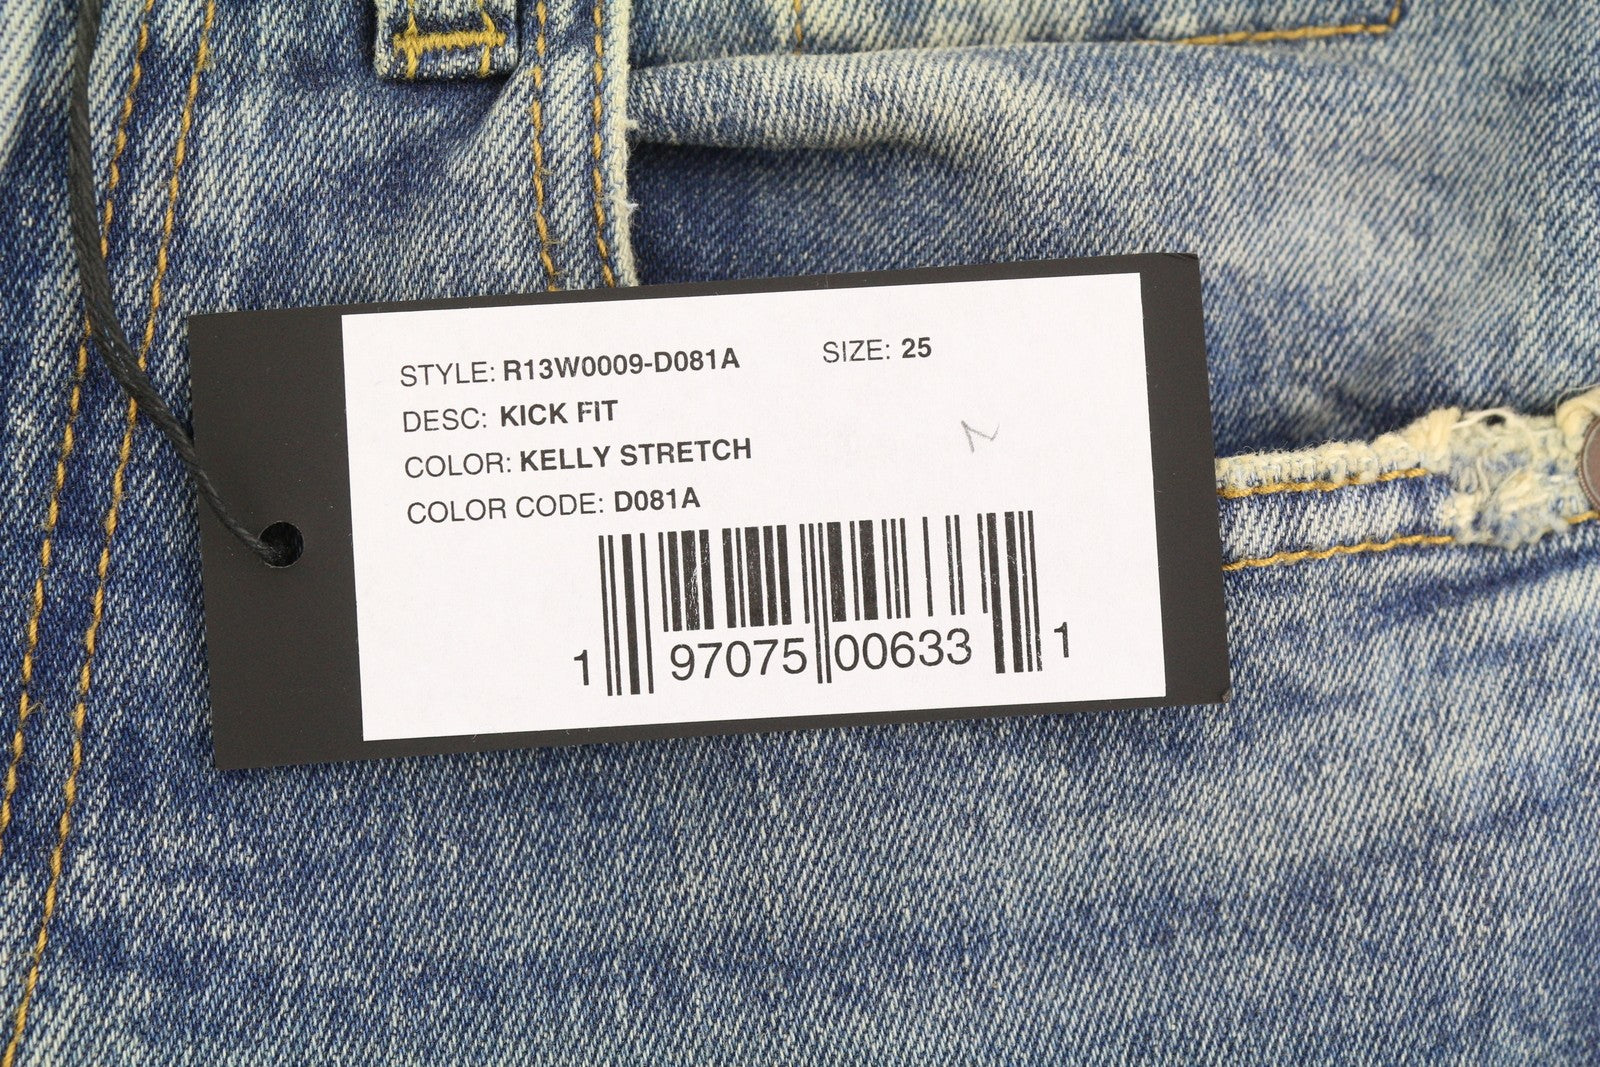 STYLE: R13W0009-D081A SIZE: 25
DESC: KICK FIT
COLOR: KELLY STRETCH
COLOR CODE: D081A
1 97075 00633 1